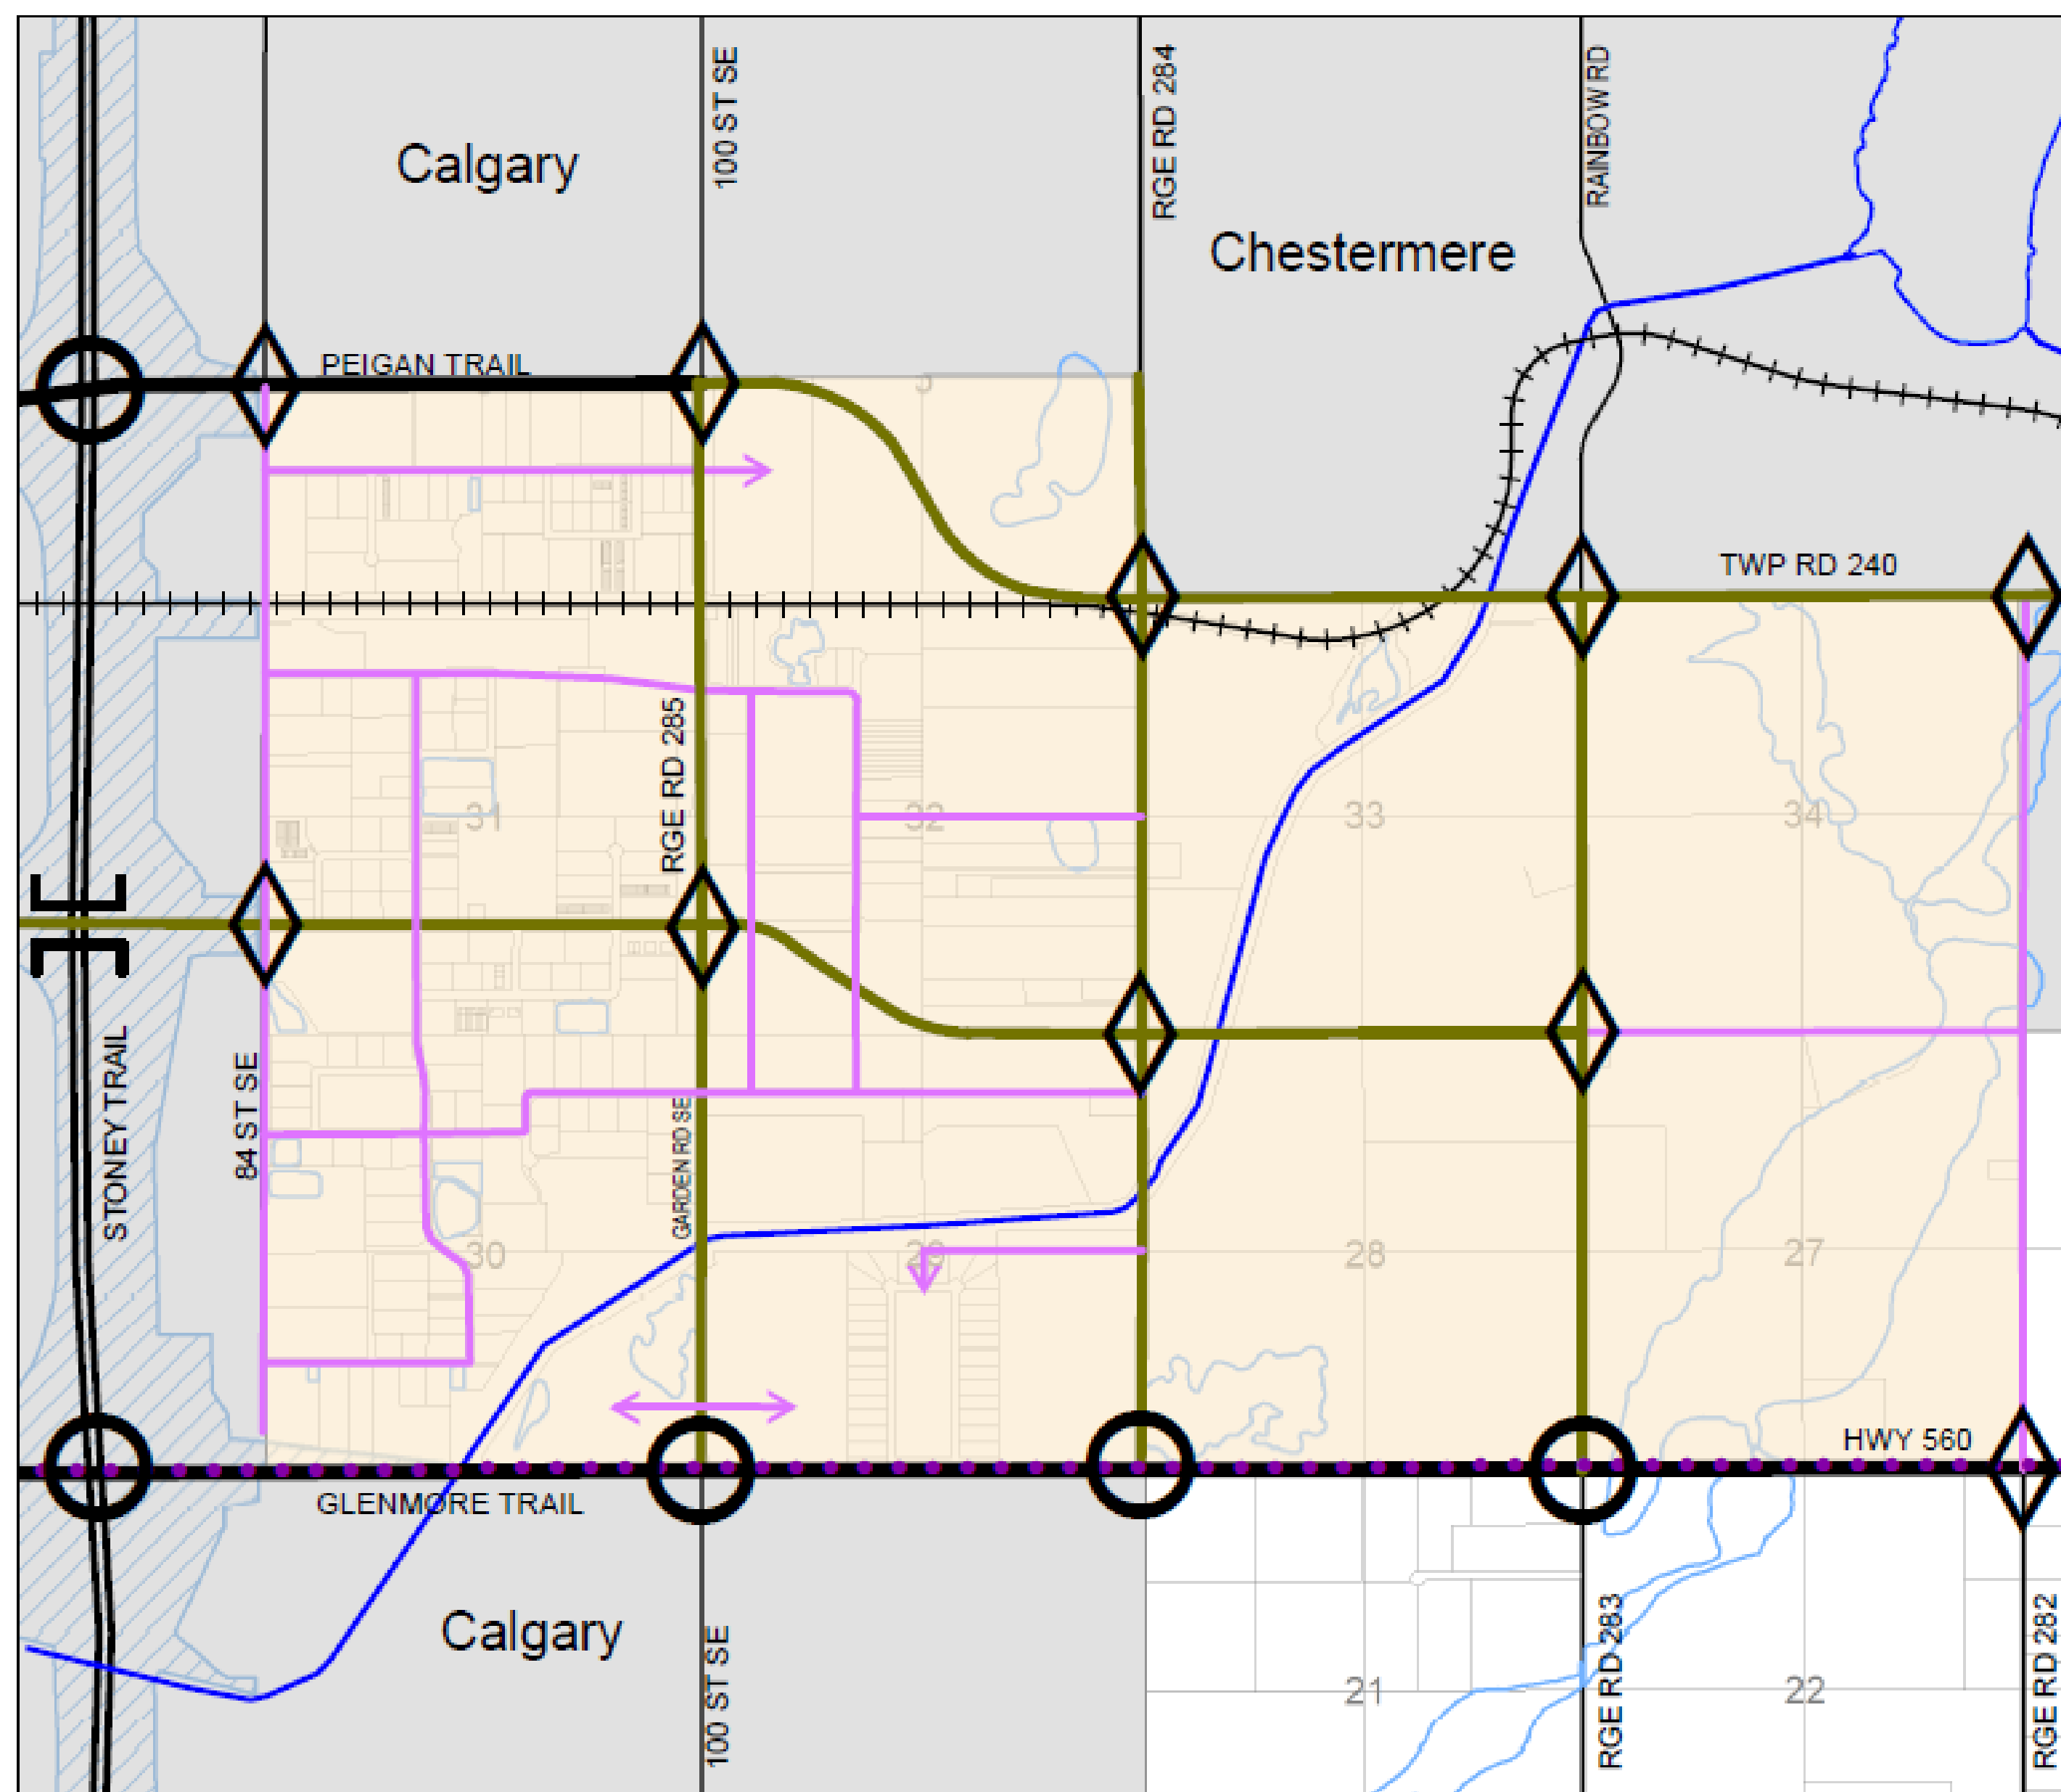 100 ST SE
RGE RD 284
RAINBOW RD
Calgary
Chestermere
PEIGAN TRAIL
TWP RD 240
RGE RD 285
31
32
33
34
STONEY TRAIL
84 ST SE
GARDEN RD SE
30
29
28
27
HWY 560
GLENMORE TRAIL
Calgary
100 ST SE
RGE RD 283
RGE RD 282
21
22